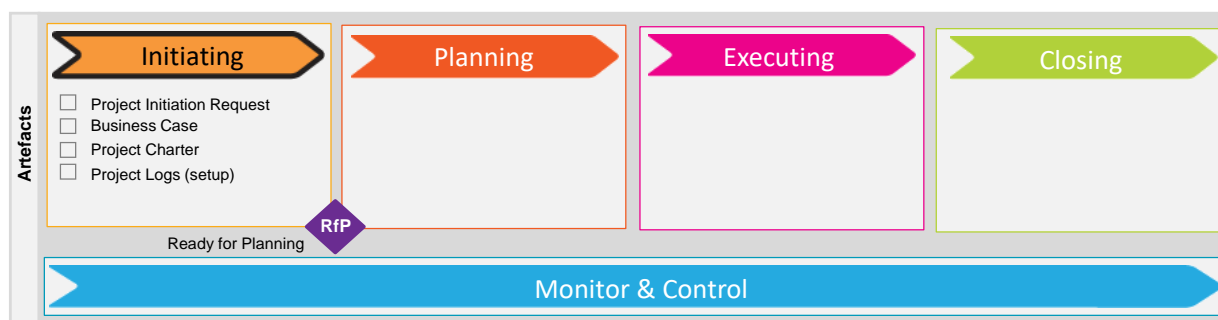 Initiating
Planning
Executing
Closing
Artefacts
Project Initiation Request
Business Case
Project Charter
Project Logs (setup)
RfP
Ready for Planning
Monitor & Control